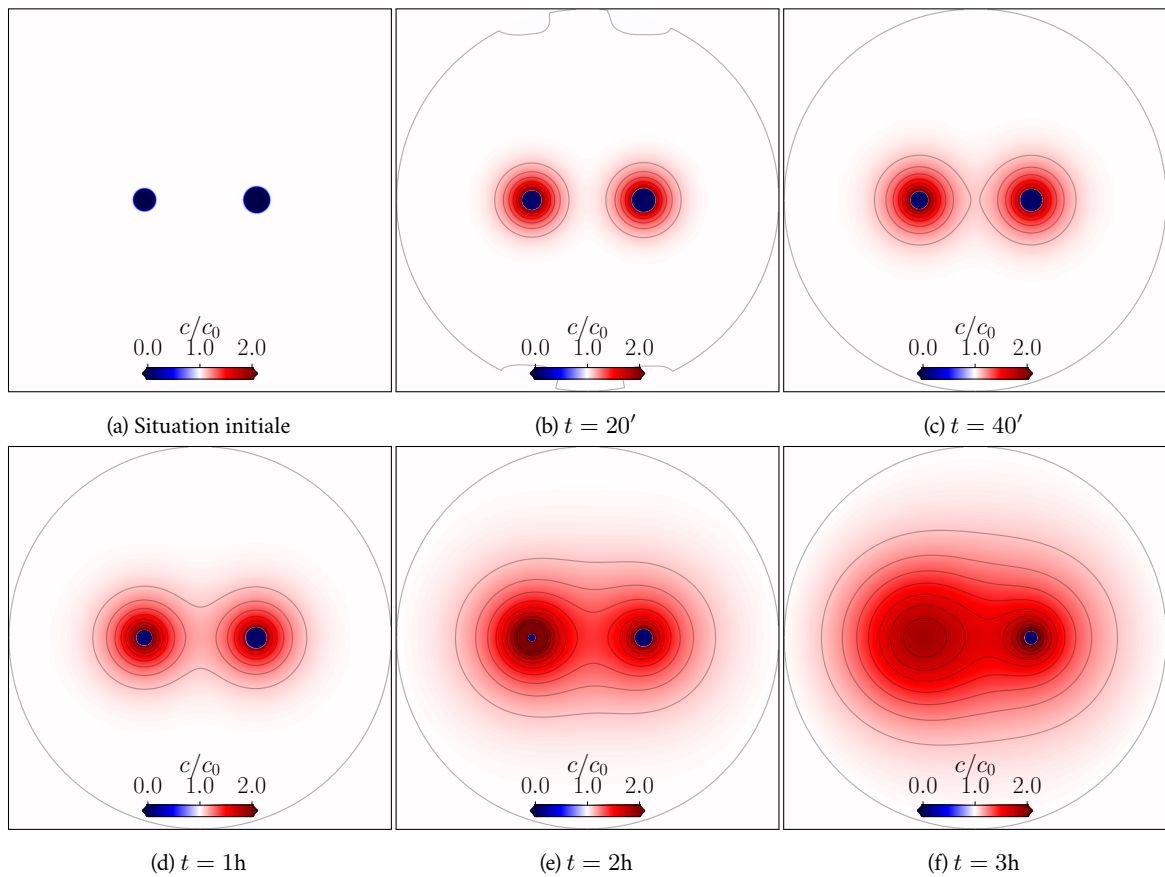 c/c₀
0.0 1.0 2.0
c/c₀
0.0 1.0 2.0
c/c₀
0.0 1.0 2.0
(a) Situation initiale
(b) t = 20′
(c) t = 40′
c/c₀
0.0 1.0 2.0
c/c₀
0.0 1.0 2.0
c/c₀
0.0 1.0 2.0
(d) t = 1h
(e) t = 2h
(f) t = 3h